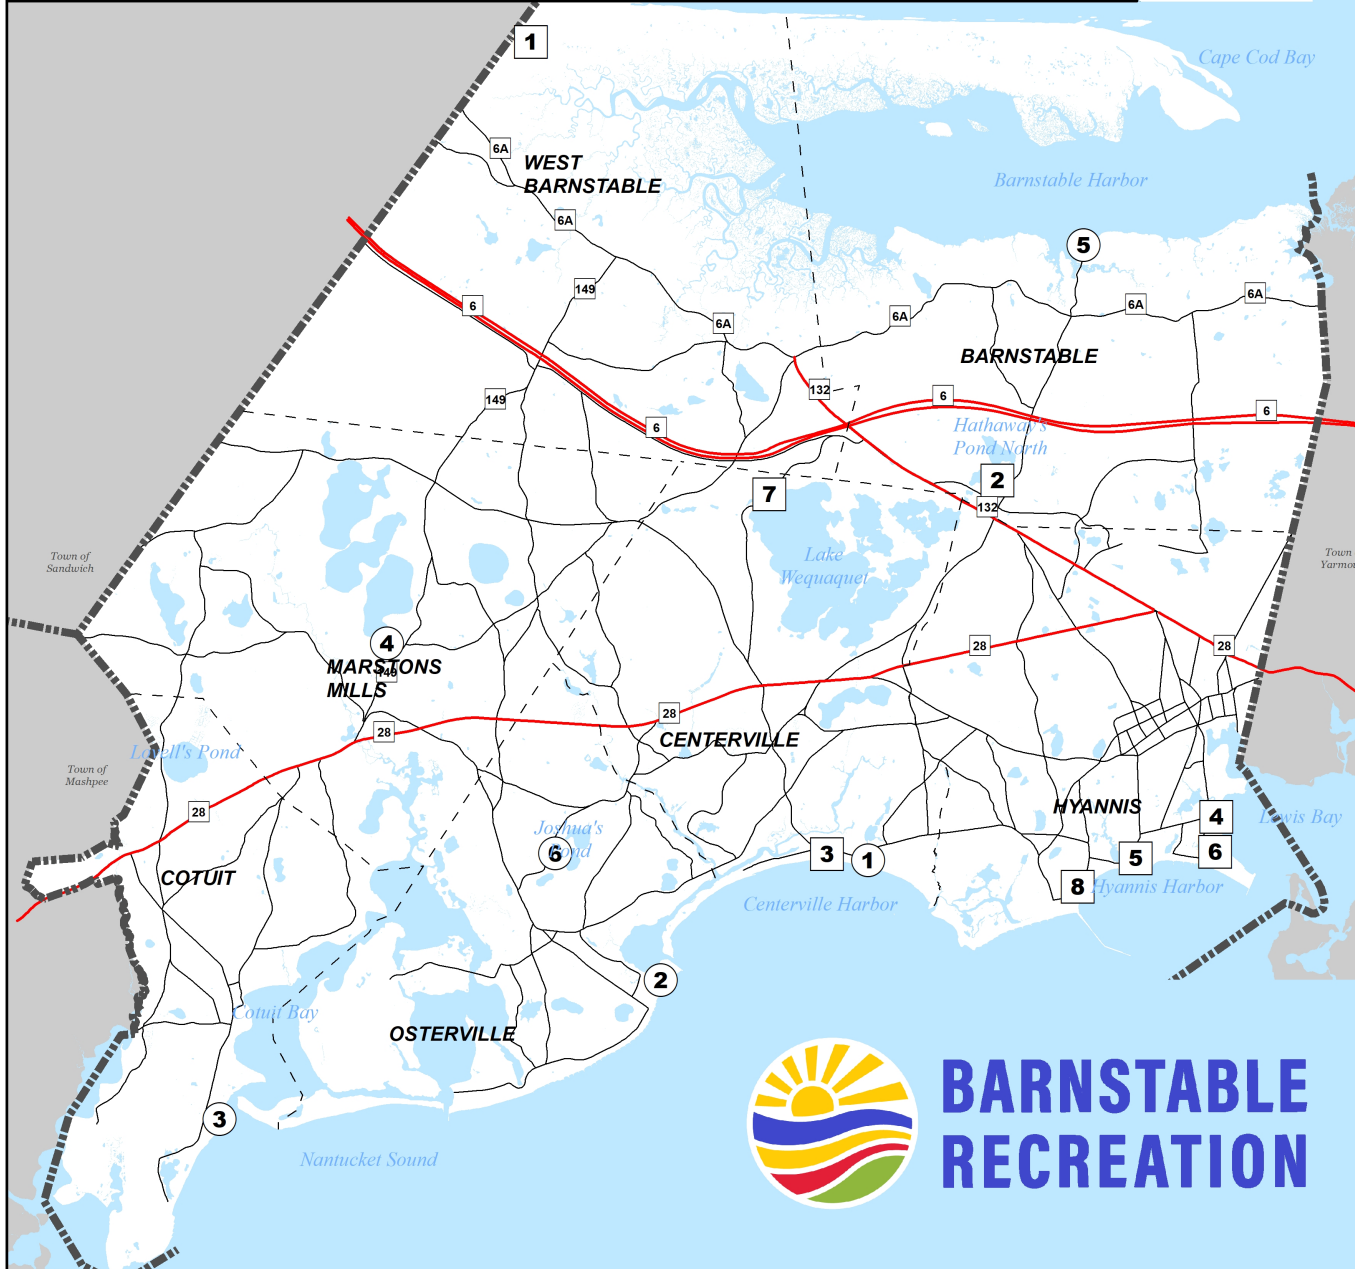 1
Cape Cod Bay
6A
WEST
BARNSTABLE
Barnstable Harbor
6A
5
149
6A
6A
6A
6
6A
BARNSTABLE
132
149
6
6
6
Hathaway's
Pond North
2
7
132
Town of
Sandwich
Lake
Wequaquet
Town
4
MARSTONS
149
MILLS
28
28
28
28
CENTERVILLE
Lovell's Pond
Town of
Mashpee
28
HYANNIS
4
Lewis Bay
Joshua's
Pond
6
3
1
5
6
COTUIT
8
Hyannis Harbor
Centerville Harbor
2
Cotuit Bay
OSTERVILLE
3
Nantucket Sound
BARNSTABLE
RECREATION